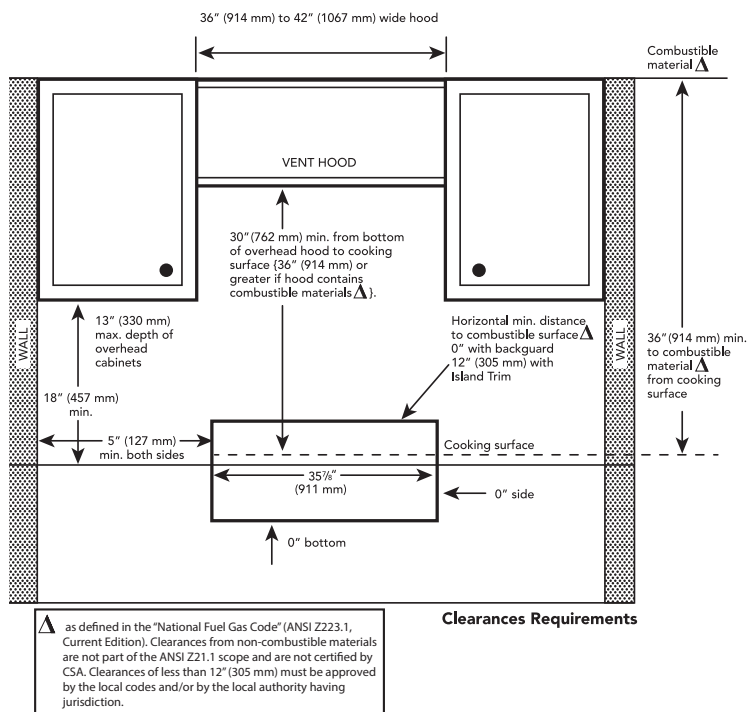 36" (914 mm) to 42" (1067 mm) wide hood
Combustible
material Δ
VENT HOOD
30" (762 mm) min. from bottom
of overhead hood to cooking
surface {36" (914 mm) or
greater if hood contains
combustible materials Δ }.
13" (330 mm)
max. depth of
overhead
cabinets
Horizontal min. distance
to combustible surface Δ
0" with backguard
12" (305 mm) with
Island Trim
WALL
WALL
36" (914 mm) min.
to combustible
material Δ
from cooking
surface
18" (457 mm)
min.
5" (127 mm)
min. both sides
Cooking surface
35⅞"
(911 mm)
0" side
0" bottom
Clearances Requirements
Δ as defined in the "National Fuel Gas Code" (ANSI Z223.1,
Current Edition). Clearances from non-combustible materials
are not part of the ANSI Z21.1 scope and are not certified by
CSA. Clearances of less than 12" (305 mm) must be approved
by the local codes and/or by the local authority having
jurisdiction.